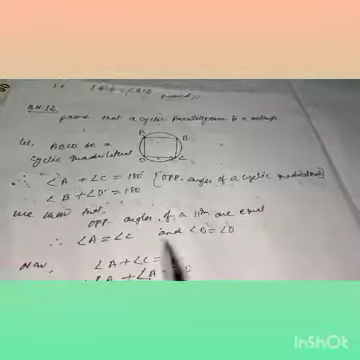 QN. 12
prove that a cyclic parallelogram is a rectangle
Let, ABCD be a
cyclic quadrilateral
A B
D C
∴ ∠A + ∠C = 180° [opp. angles of a cyclic quadrilateral]
∠B + ∠D = 180
we know that,
opp. angles of a ||gm are equal
∴ ∠A = ∠C and ∠B = ∠D
Now, ∠A + ∠C =
∠A + ∠A
InShOt